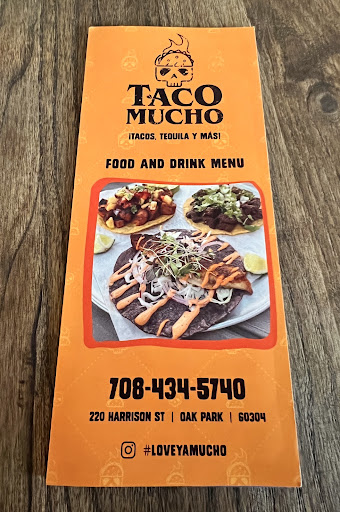 TACO
MUCHO
¡TACOS, TEQUILA Y MÁS!
FOOD AND DRINK MENU
708-434-5740
220 HARRISON ST | OAK PARK | 60304
#LOVEYAMUCHO